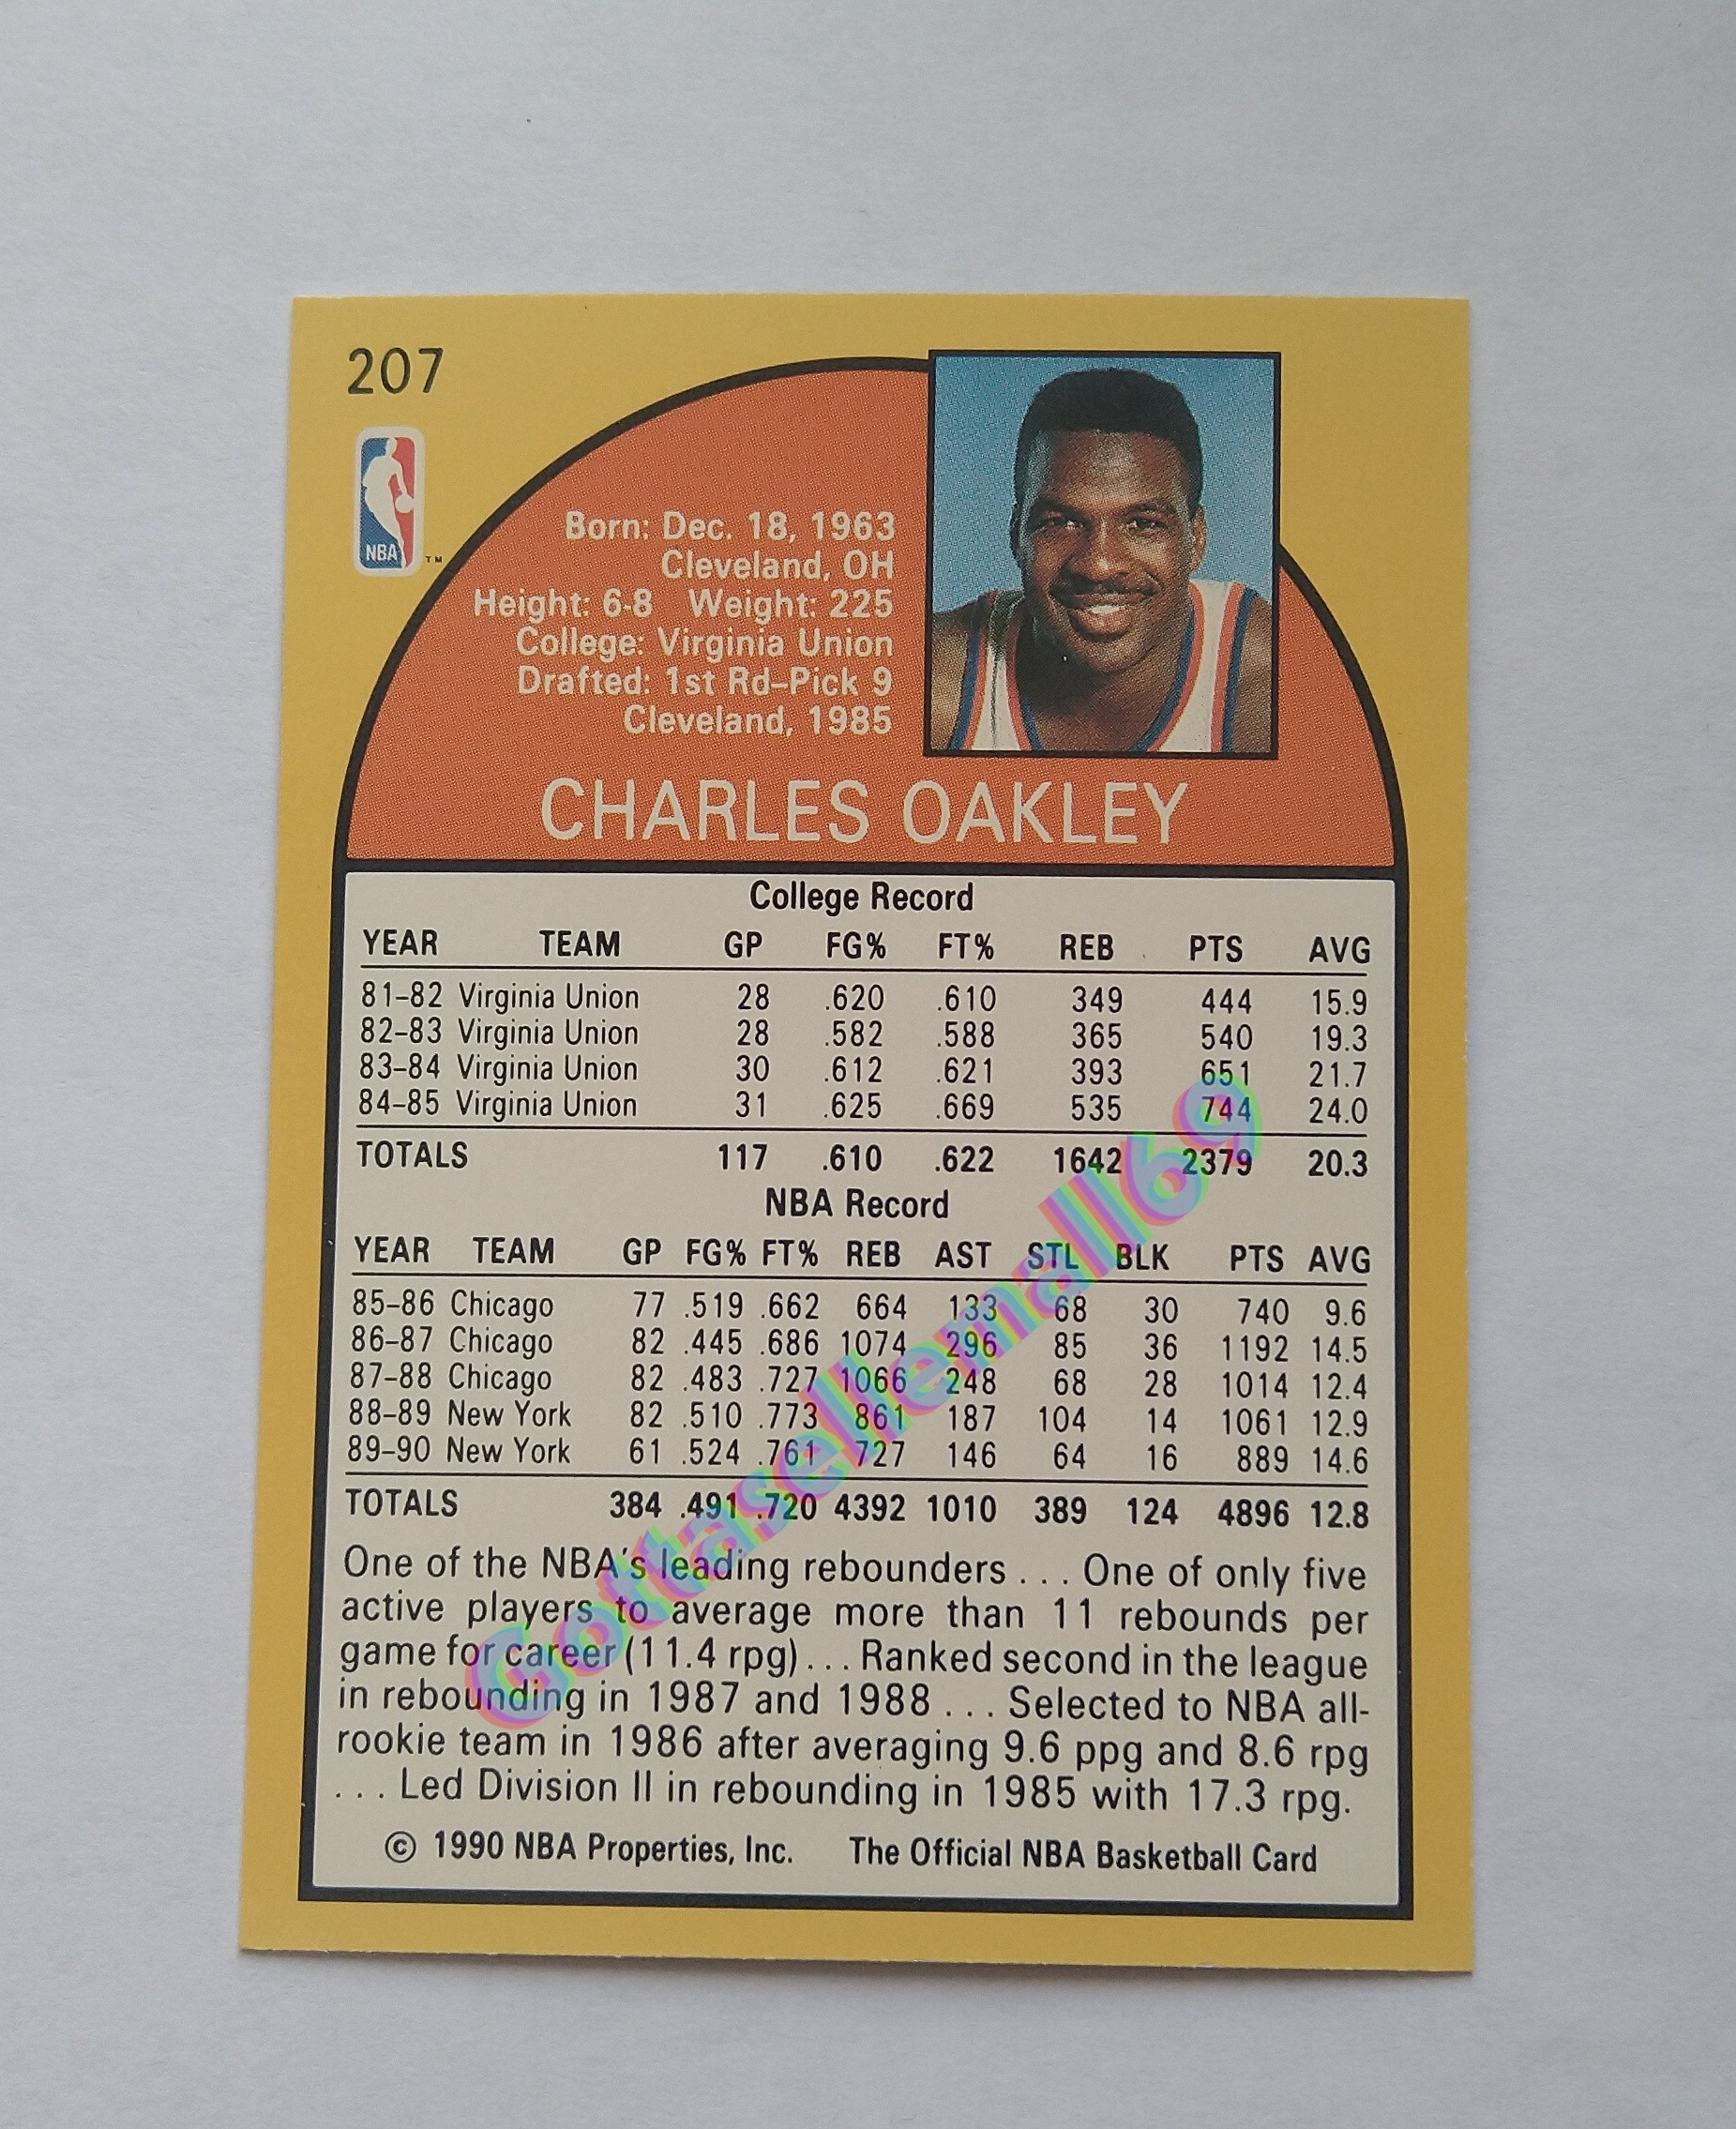 207
NBA
TM
Born: Dec. 18, 1963
Cleveland, OH
Height: 6-8 Weight: 225
College: Virginia Union
Drafted: 1st Rd–Pick 9
Cleveland, 1985
CHARLES OAKLEY
College Record
YEAR TEAM GP FG% FT% REB PTS AVG
81–82 Virginia Union 28 .620 .610 349 444 15.9
82–83 Virginia Union 28 .582 .588 365 540 19.3
83–84 Virginia Union 30 .612 .621 393 651 21.7
84–85 Virginia Union 31 .625 .669 535 744 24.0
TOTALS 117 .610 .622 1642 2379 20.3
NBA Record
YEAR TEAM GP FG% FT% REB AST STL BLK PTS AVG
85–86 Chicago 77 .519 .662 664 133 68 30 740 9.6
86–87 Chicago 82 .445 .686 1074 296 85 36 1192 14.5
87–88 Chicago 82 .483 .727 1066 248 68 28 1014 12.4
88–89 New York 82 .510 .773 861 187 104 14 1061 12.9
89–90 New York 61 .524 .761 727 146 64 16 889 14.6
TOTALS 384 .491 .720 4392 1010 389 124 4896 12.8
One of the NBA's leading rebounders . . . One of only five
active players to average more than 11 rebounds per
game for career (11.4 rpg) . . . Ranked second in the league
in rebounding in 1987 and 1988 . . . Selected to NBA all-
rookie team in 1986 after averaging 9.6 ppg and 8.6 rpg
. . . Led Division II in rebounding in 1985 with 17.3 rpg.
© 1990 NBA Properties, Inc. The Official NBA Basketball Card
Gottasellemall69